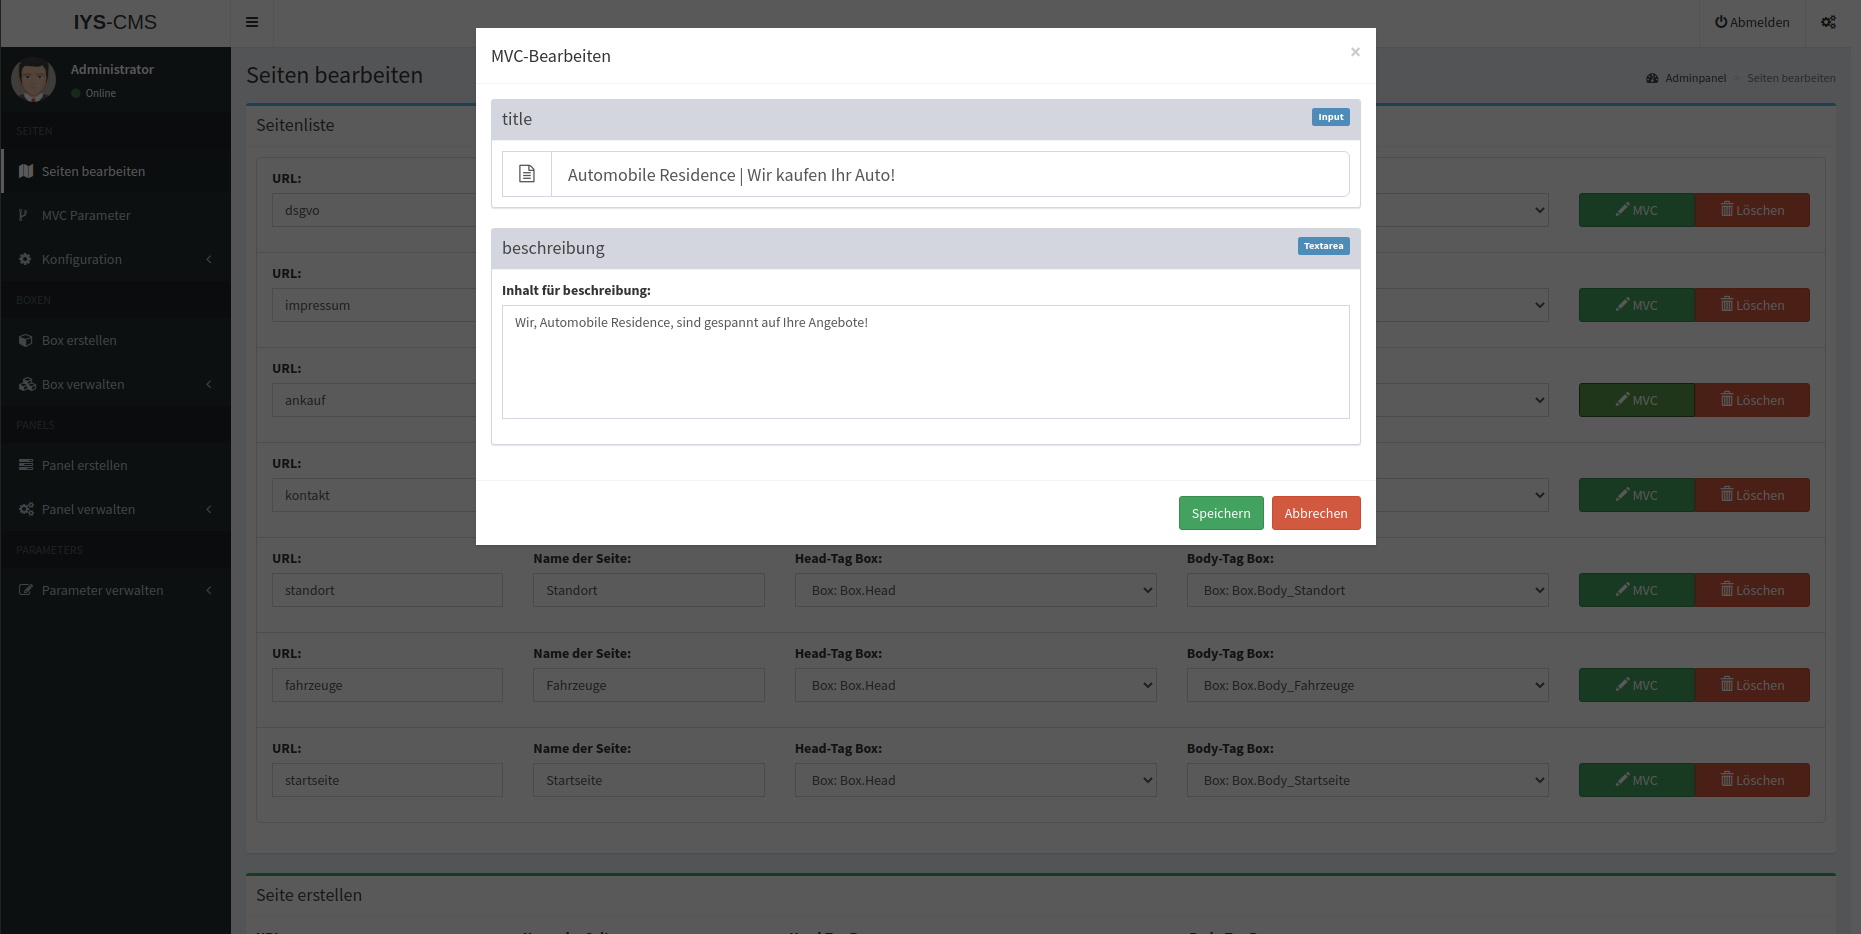 IYS-CMS
Abmelden
Administrator
Online
SEITEN
Seiten bearbeiten
MVC Parameter
Konfiguration
BOXEN
Box erstellen
Box verwalten
PANELS
Panel erstellen
Panel verwalten
PARAMETERS
Parameter verwalten
Seiten bearbeiten
Adminpanel > Seiten bearbeiten
Seitenliste
MVC-Bearbeiten
×
title
Input
Automobile Residence | Wir kaufen Ihr Auto!
beschreibung
Textarea
Inhalt für beschreibung:
Wir, Automobile Residence, sind gespannt auf Ihre Angebote!
Speichern Abbrechen
URL:
dsgvo MVC Löschen
URL:
impressum MVC Löschen
URL:
ankauf MVC Löschen
URL:
kontakt MVC Löschen
URL: Name der Seite: Head-Tag Box: Body-Tag Box:
standort Standort Box: Box.Head Box: Box.Body_Standort MVC Löschen
URL: Name der Seite: Head-Tag Box: Body-Tag Box:
fahrzeuge Fahrzeuge Box: Box.Head Box: Box.Body_Fahrzeuge MVC Löschen
URL: Name der Seite: Head-Tag Box: Body-Tag Box:
startseite Startseite Box: Box.Head Box: Box.Body_Startseite MVC Löschen
Seite erstellen